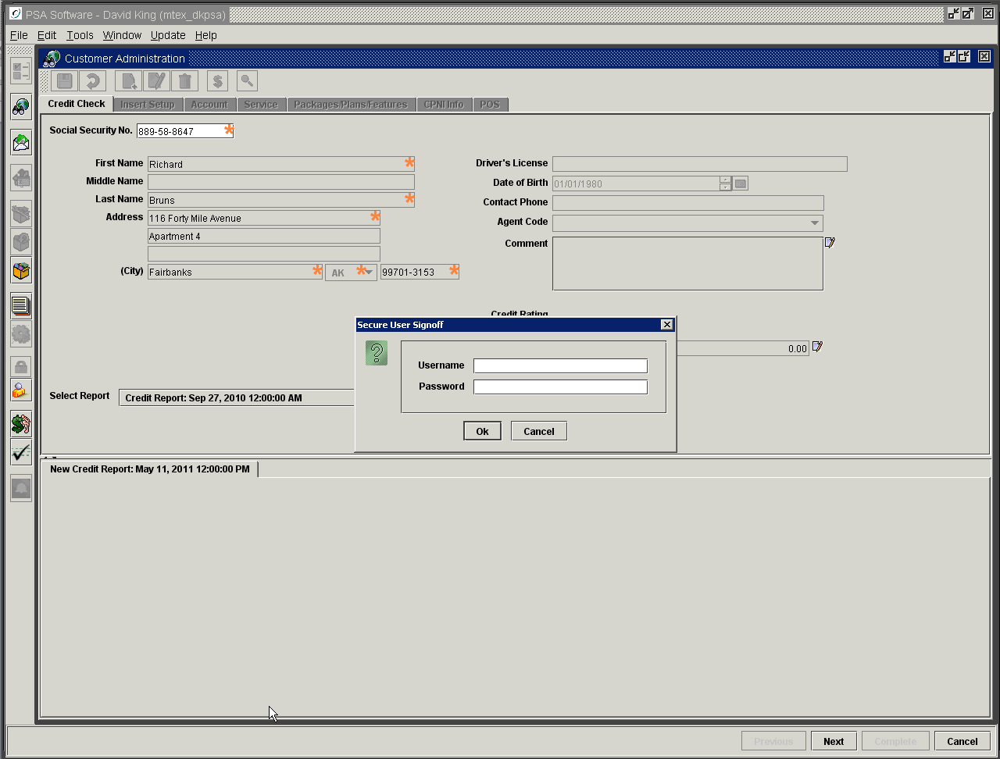 PSA Software - David King (mtex_dkpsa)
File Edit Tools Window Update Help
Customer Administration
Credit Check Insert Setup Account Service Packages/Plans/Features CPNI Info POS
Social Security No. 889-58-8647
First Name Richard
Middle Name
Last Name Bruns
Address 116 Forty Mile Avenue
Apartment 4
(City) Fairbanks AK 99701-3153
Driver's License
Date of Birth 01/01/1980
Contact Phone
Agent Code
Comment
Credit Rating
0.00
Secure User Signoff
Username
Password
Ok Cancel
Select Report Credit Report: Sep 27, 2010 12:00:00 AM
New Credit Report: May 11, 2011 12:00:00 PM
Previous Next Complete Cancel